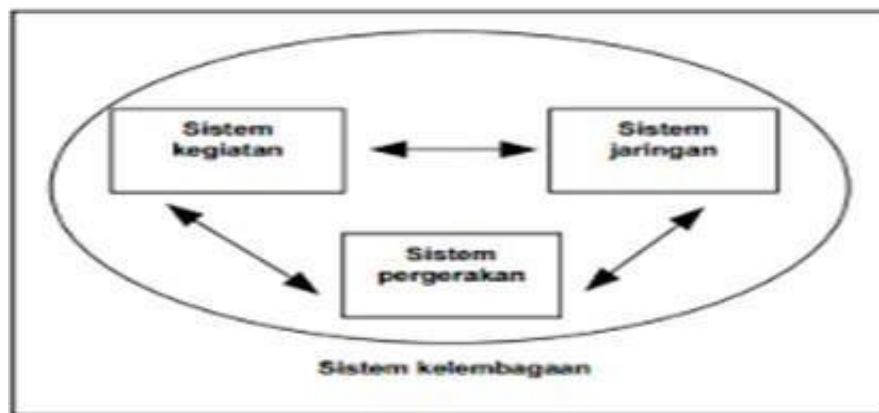 Sistem
kegiatan
Sistem
jaringan
Sistem
pergerakan
Sistem kelembagaan